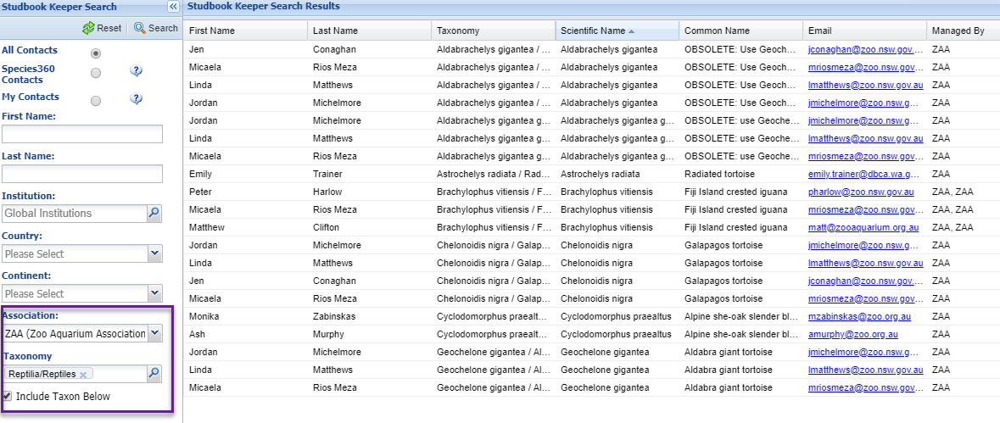 Studbook Keeper Search
Reset Search
All Contacts
Species360
Contacts
My Contacts
First Name:
Last Name:
Institution:
Global Institutions
Country:
Please Select
Continent:
Please Select
Association:
ZAA (Zoo Aquarium Association
Taxonomy
Reptilia/Reptiles
Include Taxon Below
Studbook Keeper Search Results
First Name Last Name Taxonomy Scientific Name Common Name Email Managed By
Jen Conaghan Aldabrachelys gigantea / ... Aldabrachelys gigantea OBSOLETE: Use Geoch... jconaghan@zoo.nsw.gov.... ZAA
Micaela Rios Meza Aldabrachelys gigantea / ... Aldabrachelys gigantea OBSOLETE: Use Geoch... mriosmeza@zoo.nsw.gov... ZAA
Linda Matthews Aldabrachelys gigantea / ... Aldabrachelys gigantea OBSOLETE: Use Geoch... lmatthews@zoo.nsw.gov.au ZAA
Jordan Michelmore Aldabrachelys gigantea / ... Aldabrachelys gigantea OBSOLETE: Use Geoch... jmichelmore@zoo.nsw.g... ZAA
Jordan Michelmore Aldabrachelys gigantea g... Aldabrachelys gigantea g... OBSOLETE: use Geoche... jmichelmore@zoo.nsw.g... ZAA
Linda Matthews Aldabrachelys gigantea g... Aldabrachelys gigantea g... OBSOLETE: use Geoche... lmatthews@zoo.nsw.gov.au ZAA
Micaela Rios Meza Aldabrachelys gigantea g... Aldabrachelys gigantea g... OBSOLETE: use Geoche... mriosmeza@zoo.nsw.gov... ZAA
Emily Trainer Astrochelys radiata / Rad... Astrochelys radiata Radiated tortoise emily.trainer@dbca.wa.g... ZAA
Peter Harlow Brachylophus vitiensis / F... Brachylophus vitiensis Fiji Island crested iguana pharlow@zoo.nsw.gov.au ZAA, ZAA
Micaela Rios Meza Brachylophus vitiensis / F... Brachylophus vitiensis Fiji Island crested iguana mriosmeza@zoo.nsw.gov... ZAA, ZAA
Matthew Clifton Brachylophus vitiensis / F... Brachylophus vitiensis Fiji Island crested iguana matt@zooaquarium.org.au ZAA, ZAA
Jordan Michelmore Chelonoidis nigra / Galap... Chelonoidis nigra Galapagos tortoise jmichelmore@zoo.nsw.g... ZAA
Linda Matthews Chelonoidis nigra / Galap... Chelonoidis nigra Galapagos tortoise lmatthews@zoo.nsw.gov.au ZAA
Jen Conaghan Chelonoidis nigra / Galap... Chelonoidis nigra Galapagos tortoise jconaghan@zoo.nsw.gov.... ZAA
Micaela Rios Meza Chelonoidis nigra / Galap... Chelonoidis nigra Galapagos tortoise mriosmeza@zoo.nsw.gov... ZAA
Monika Zabinskas Cyclodomorphus praealt... Cyclodomorphus praealtus Alpine she-oak slender bl... mzabinskas@zoo.org.au ZAA
Ash Murphy Cyclodomorphus praealt... Cyclodomorphus praealtus Alpine she-oak slender bl... amurphy@zoo.org.au ZAA
Jordan Michelmore Geochelone gigantea / Al... Geochelone gigantea Aldabra giant tortoise jmichelmore@zoo.nsw.g... ZAA
Linda Matthews Geochelone gigantea / Al... Geochelone gigantea Aldabra giant tortoise lmatthews@zoo.nsw.gov.au ZAA
Micaela Rios Meza Geochelone gigantea / Al... Geochelone gigantea Aldabra giant tortoise mriosmeza@zoo.nsw.gov... ZAA